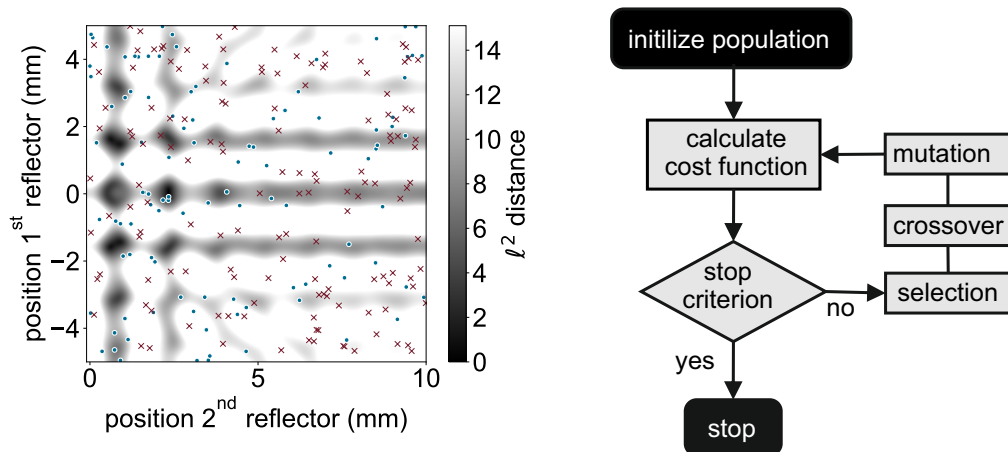 4
2
0
−2
−4
0
5
10
position 1st reflector (mm)
position 2nd reflector (mm)
14
12
10
8
6
4
2
0
ℓ² distance
initilize population
calculate
cost function
mutation
crossover
selection
stop
criterion
no
yes
stop